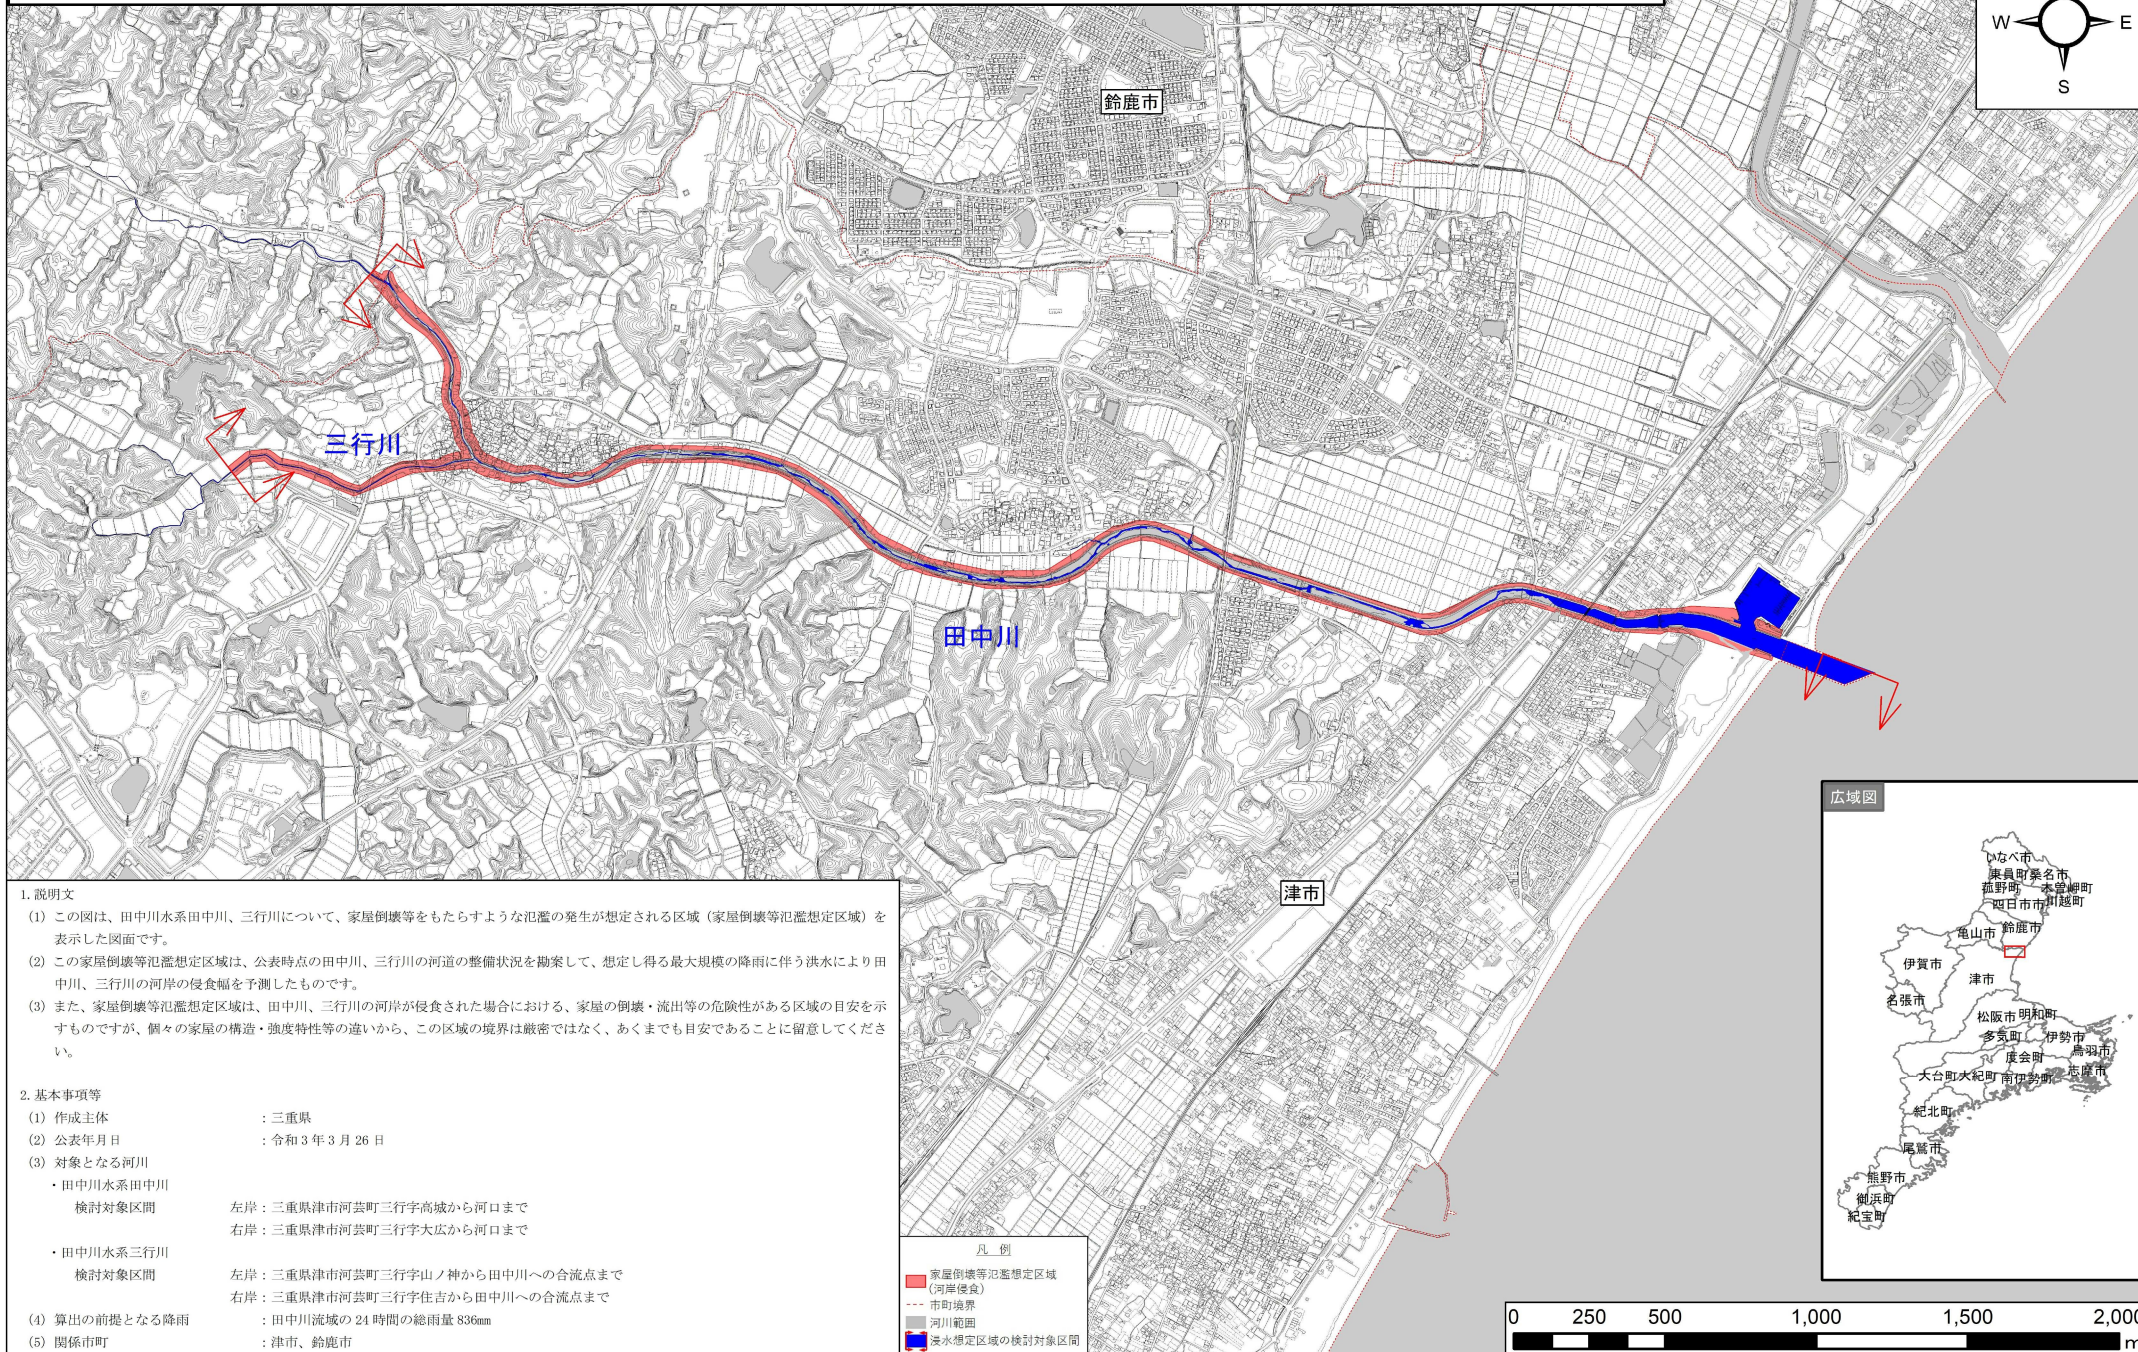 W
E
S
鈴鹿市
三行川
田中川
津市
広域図
いなべ市
東員町桑名市
菰野町 木曽岬町
四日市市 川越町
亀山市 鈴鹿市
伊賀市
津市
名張市
松阪市 明和町
多気町 伊勢市
度会町 鳥羽市
大台町 大紀町 南伊勢町 志摩市
紀北町
尾鷲市
熊野市
御浜町
紀宝町
1. 説明文
(1) この図は、田中川水系田中川、三行川について、家屋倒壊等をもたらすような氾濫の発生が想定される区域（家屋倒壊等氾濫想定区域）を
表示した図面です。
(2) この家屋倒壊等氾濫想定区域は、公表時点の田中川、三行川の河道の整備状況を勘案して、想定し得る最大規模の降雨に伴う洪水により田
中川、三行川の河岸の侵食幅を予測したものです。
(3) また、家屋倒壊等氾濫想定区域は、田中川、三行川の河岸が侵食された場合における、家屋の倒壊・流出等の危険性がある区域の目安を示
すものですが、個々の家屋の構造・強度特性等の違いから、この区域の境界は厳密ではなく、あくまでも目安であることに留意してくださ
い。
2. 基本事項等
(1) 作成主体 ：三重県
(2) 公表年月日 ：令和 3 年 3 月 26 日
(3) 対象となる河川
・田中川水系田中川
検討対象区間 左岸：三重県津市河芸町三行字高城から河口まで
右岸：三重県津市河芸町三行字大広から河口まで
・田中川水系三行川
検討対象区間 左岸：三重県津市河芸町三行字山ノ神から田中川への合流点まで
右岸：三重県津市河芸町三行字住吉から田中川への合流点まで
(4) 算出の前提となる降雨 ：田中川流域の 24 時間の総雨量 836mm
(5) 関係市町 ：津市、鈴鹿市
凡 例
家屋倒壊等氾濫想定区域
(河岸侵食)
市町境界
河川範囲
浸水想定区域の検討対象区間
0 250 500 1,000 1,500 2,000
m